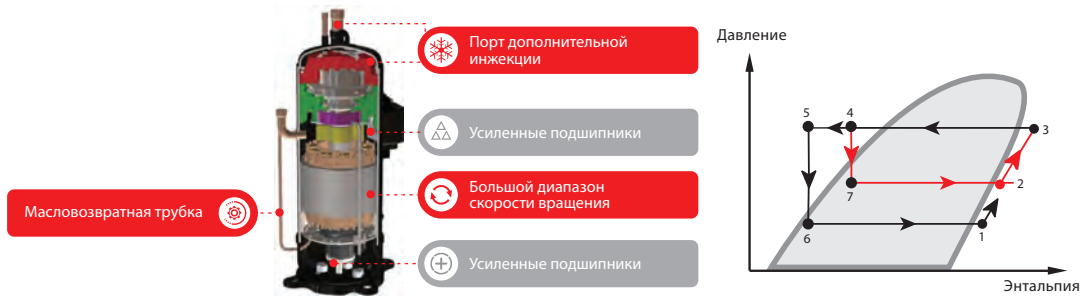 Порт дополнительной
инжекции
Усиленные подшипники
Большой диапазон
скорости вращения
Масловозвратная трубка
Усиленные подшипники
Давление
5
4
3
7
2
6
1
Энтальпия